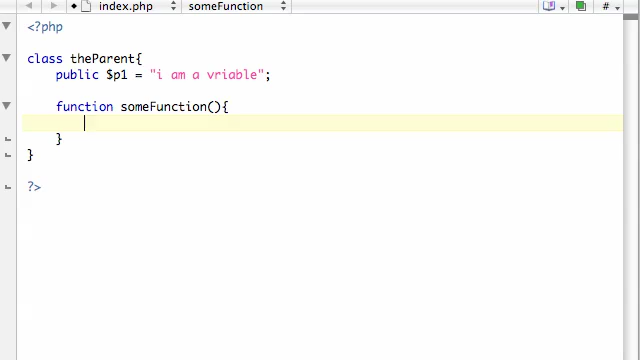 index.php someFunction #
<?php
class theParent{
public $p1 = "i am a vriable";
function someFunction(){
}
}
?>